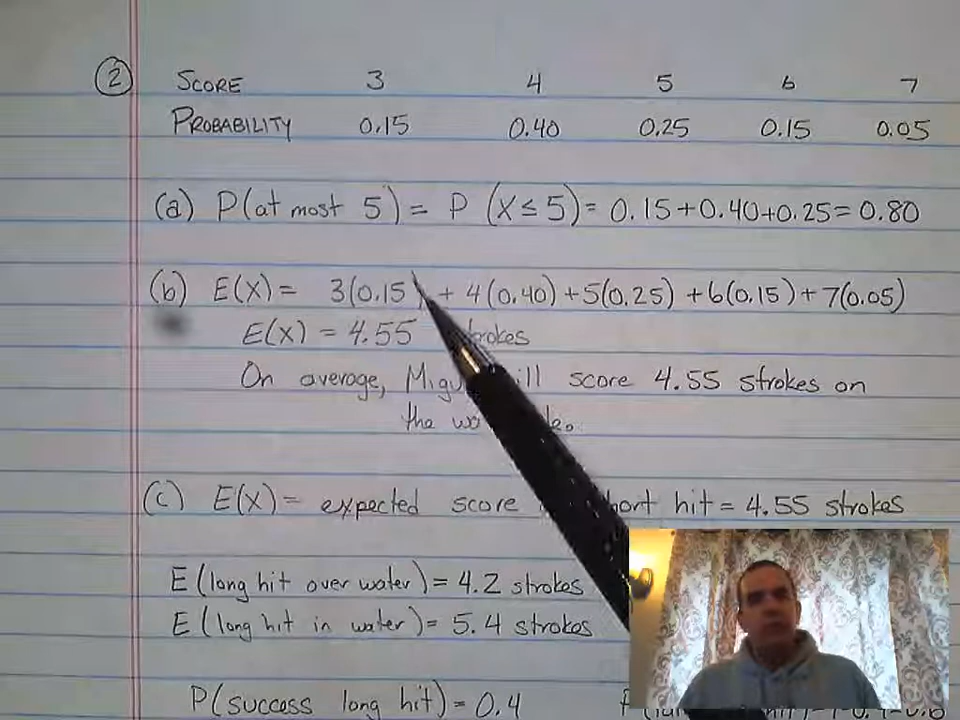 2 SCORE 3 4 5 6 7
PROBABILITY 0.15 0.40 0.25 0.15 0.05
(a) P(at most 5) = P (X ≤ 5) = 0.15+0.40+0.25=0.80
(b) E(X) = 3(0.15) + 4(0.40) +5(0.25) +6(0.15) +7(0.05)
E(X) = 4.55
On average, score 4.55 strokes on
the
(c) E(X) = expected score hit = 4.55 strokes
E (long hit over water) = 4.2 strokes
E (long hit in water) = 5.4 strokes
P(success long hit) = 0.4